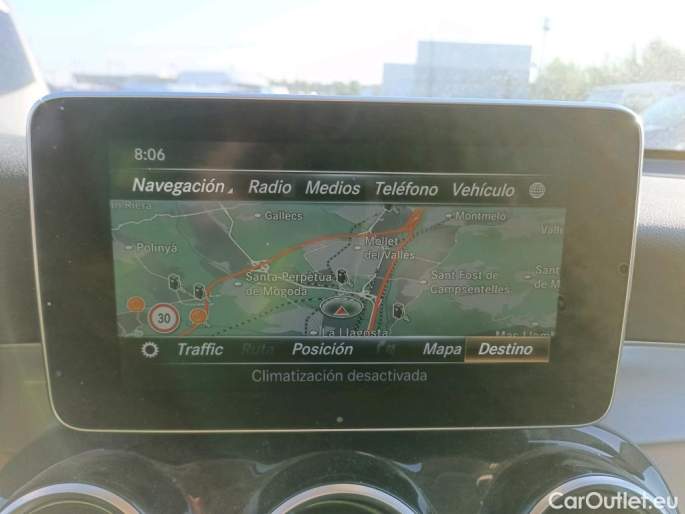 8:06
Navegación Radio Medios Teléfono Vehículo
Gallecs
Montmeló
Polinyà
Mollet
del Vallès
Santa Perpètua
de Mogoda
Sant Fost de
Campsentelles
30
La Llagosta
Traffic Ruta Posición Mapa Destino
Climatización desactivada
CarOutlet.eu